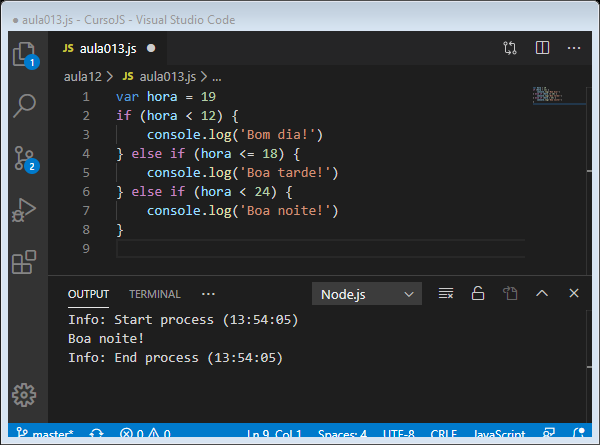 ● aula013.js - CursoJS - Visual Studio Code
JS aula013.js ●
aula12 > JS aula013.js > ...
1 var hora = 19
2 if (hora < 12) {
3 console.log('Bom dia!')
4 } else if (hora <= 18) {
5 console.log('Boa tarde!')
6 } else if (hora < 24) {
7 console.log('Boa noite!')
8 }
9
1
2
OUTPUT TERMINAL ··· Node.js
Info: Start process (13:54:05)
Boa noite!
Info: End process (13:54:05)
master* 0 0 Ln 9, Col 1 Spaces: 4 UTF-8 CRLF JavaScript